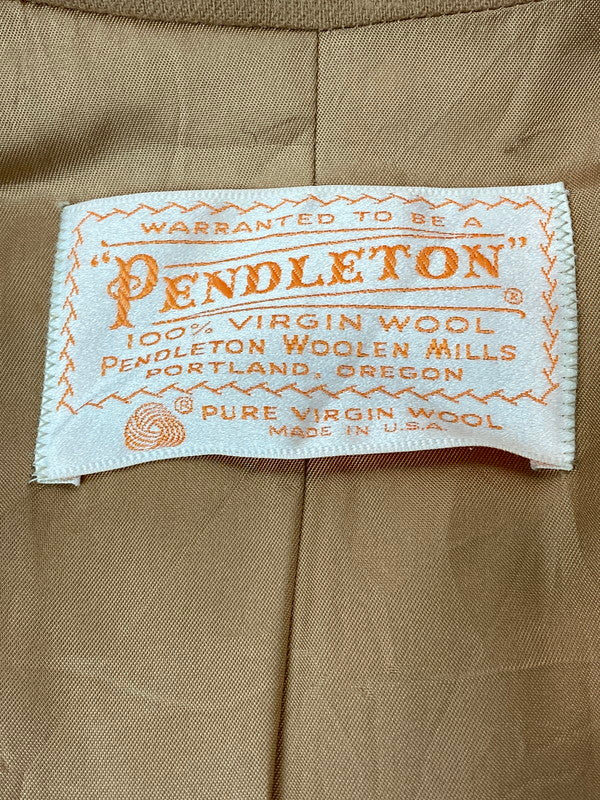 WARRANTED TO BE A
"PENDLETON"®
100% VIRGIN WOOL
PENDLETON WOOLEN MILLS
PORTLAND, OREGON
® PURE VIRGIN WOOL
MADE IN U.S.A.